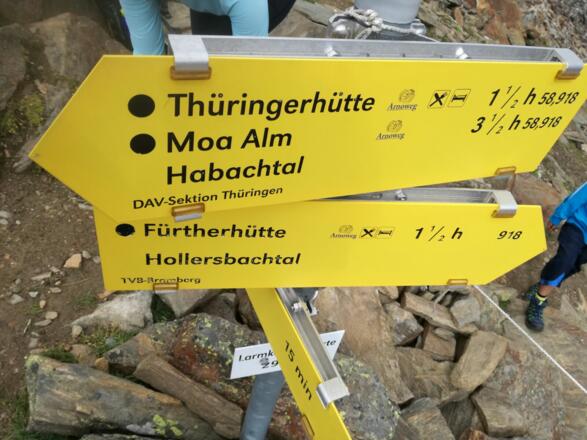 Thüringerhütte Arnoweg 1 ½ h 58,918
Moa Alm Arnoweg 3 ½ h 58,918
Habachtal
DAV-Sektion Thüringen
Fürtherhütte Arnoweg 1 ½ h 918
Hollersbachtal
TVB-Bramberg
15 min